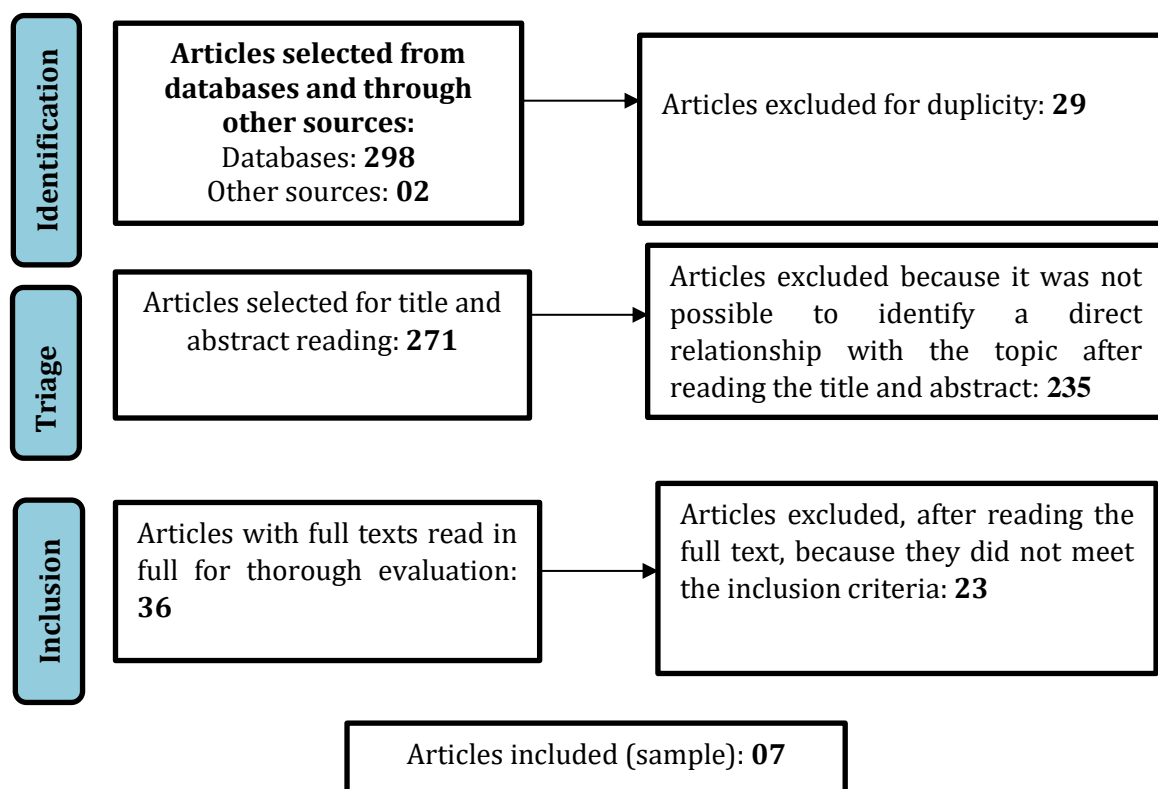 Identification
Articles selected from
databases and through
other sources:
Databases: 298
Other sources: 02
Articles excluded for duplicity: 29
Triage
Articles selected for title and
abstract reading: 271
Articles excluded because it was not
possible to identify a direct
relationship with the topic after
reading the title and abstract: 235
Inclusion
Articles with full texts read in
full for thorough evaluation:
36
Articles excluded, after reading the
full text, because they did not meet
the inclusion criteria: 23
Articles included (sample): 07